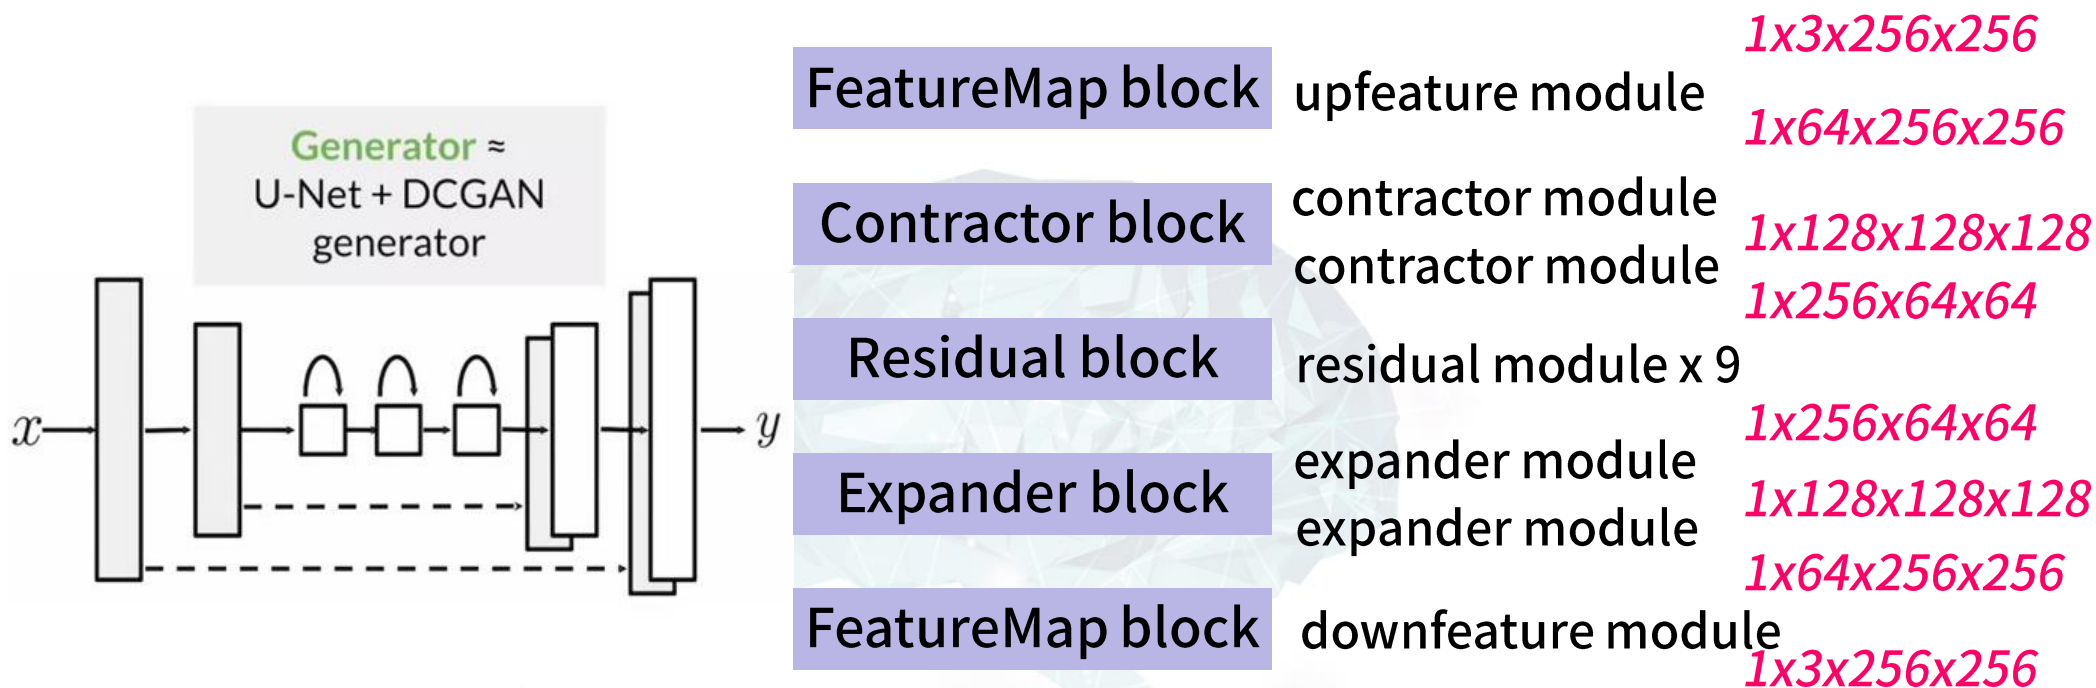 Generator ≈
U-Net + DCGAN
generator
x
y
FeatureMap block
Contractor block
Residual block
Expander block
FeatureMap block
1x3x256x256
upfeature module
1x64x256x256
contractor module
1x128x128x128
contractor module
1x256x64x64
residual module x 9
1x256x64x64
expander module
1x128x128x128
expander module
1x64x256x256
downfeature module
1x3x256x256